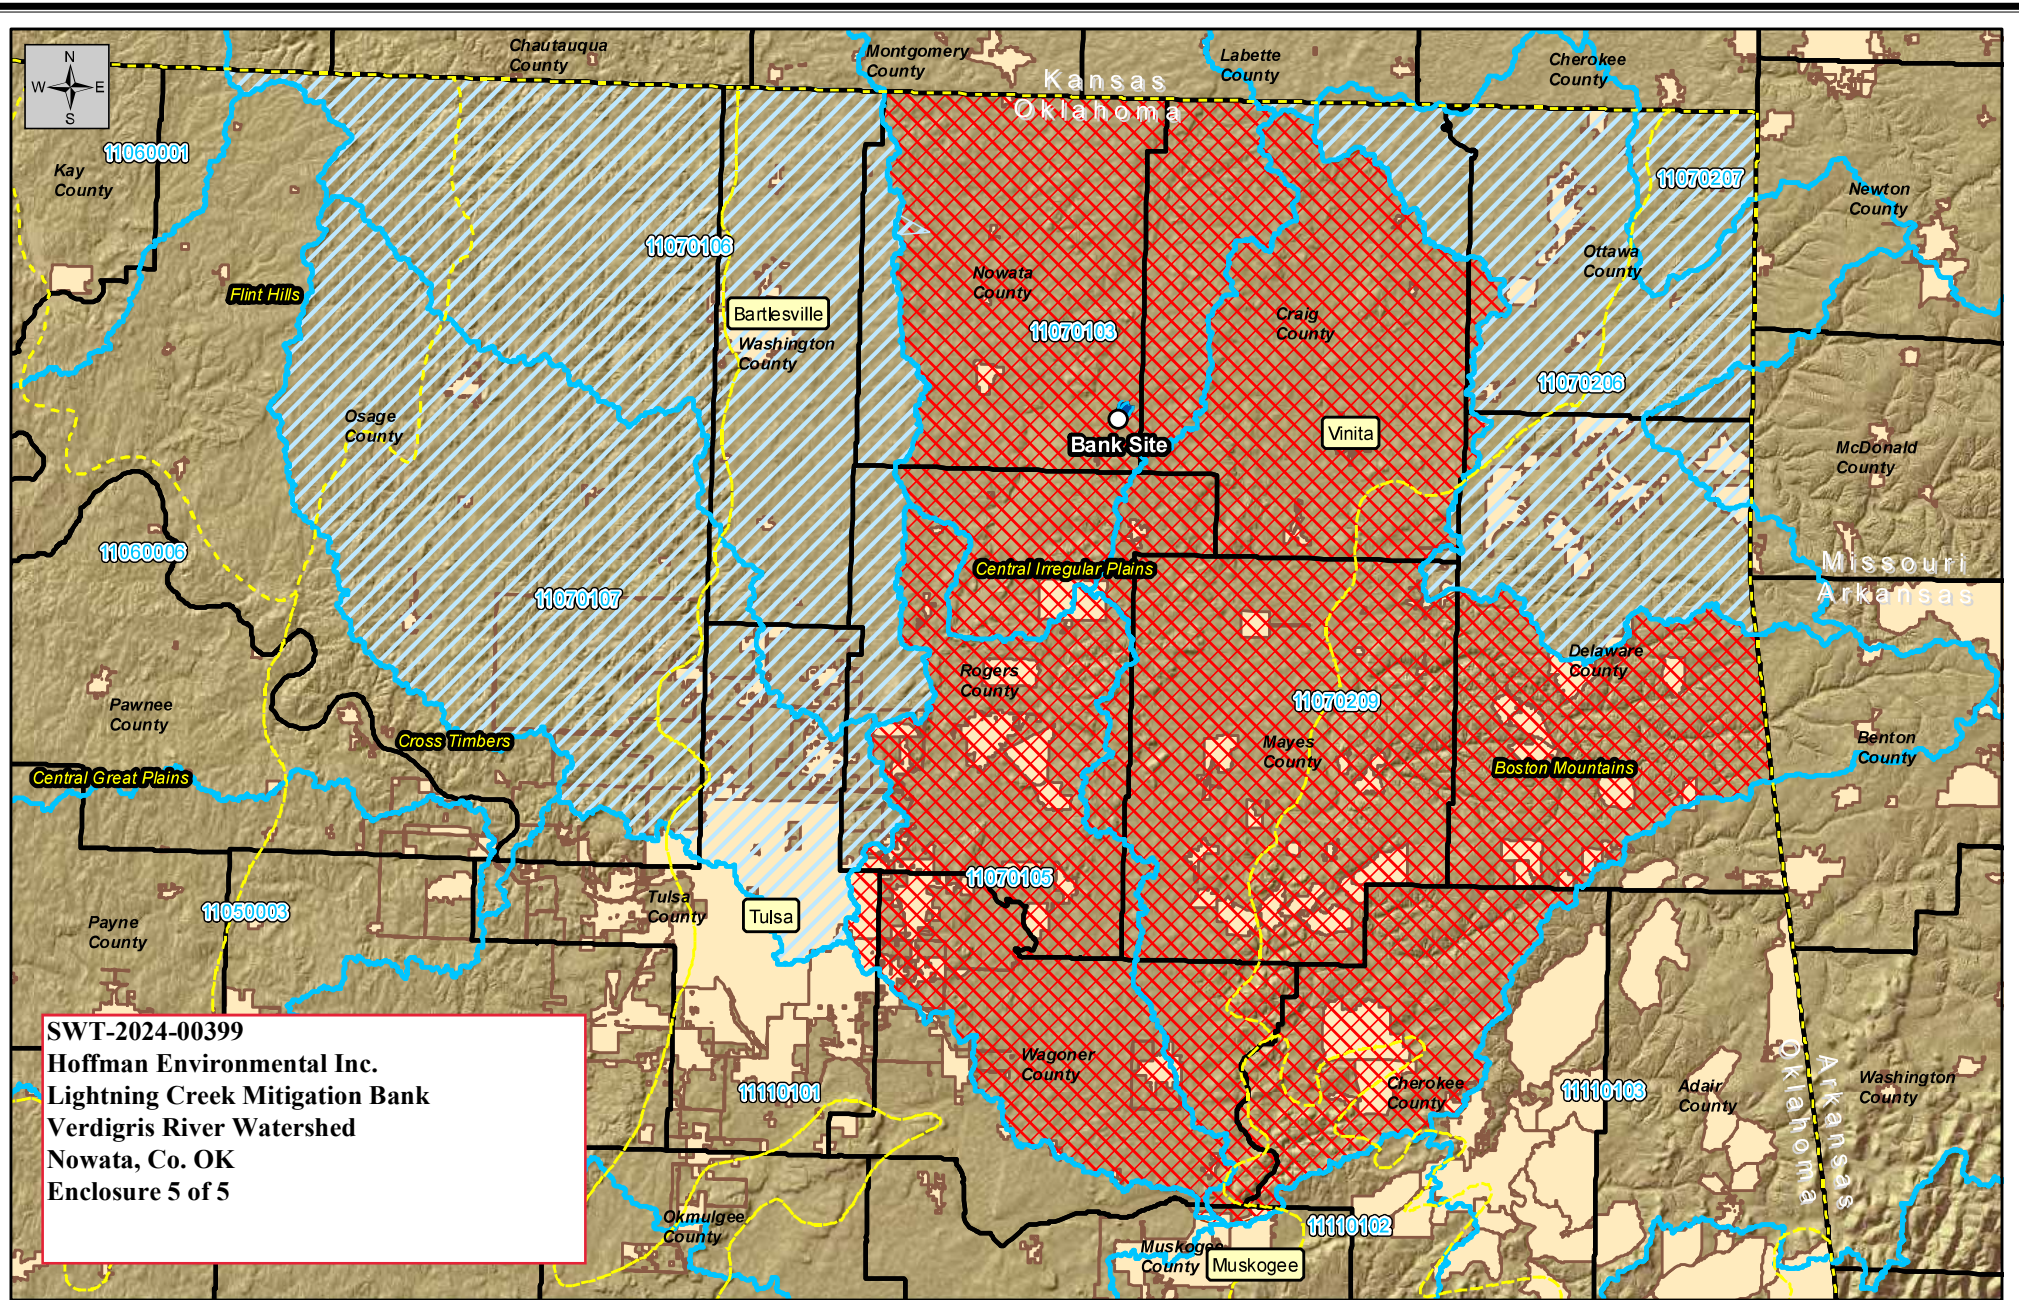 N
W E
S
Chautauqua
County
Montgomery
County
Labette
County
Cherokee
County
Kansas
Oklahoma
11060001
Kay
County
11070207
Newton
County
11070106
Ottawa
County
Nowata
County
Flint Hills
Bartlesville
Craig
County
11070103
Washington
County
11070206
Osage
County
Bank Site
Vinita
McDonald
County
11060006
Central Irregular Plains
Missouri
Arkansas
11070107
Rogers
County
Delaware
County
11070209
Pawnee
County
Cross Timbers
Mayes
County
Benton
County
Central Great Plains
Boston Mountains
11070105
Tulsa
County
Tulsa
11050003
Payne
County
SWT-2024-00399
Hoffman Environmental Inc.
Lightning Creek Mitigation Bank
Verdigris River Watershed
Nowata, Co. OK
Enclosure 5 of 5
Wagoner
County
11110101
Cherokee
County
11110103
Adair
County
Oklahoma
Arkansas
Washington
County
Okmulgee
County
11110102
Muskogee
County
Muskogee